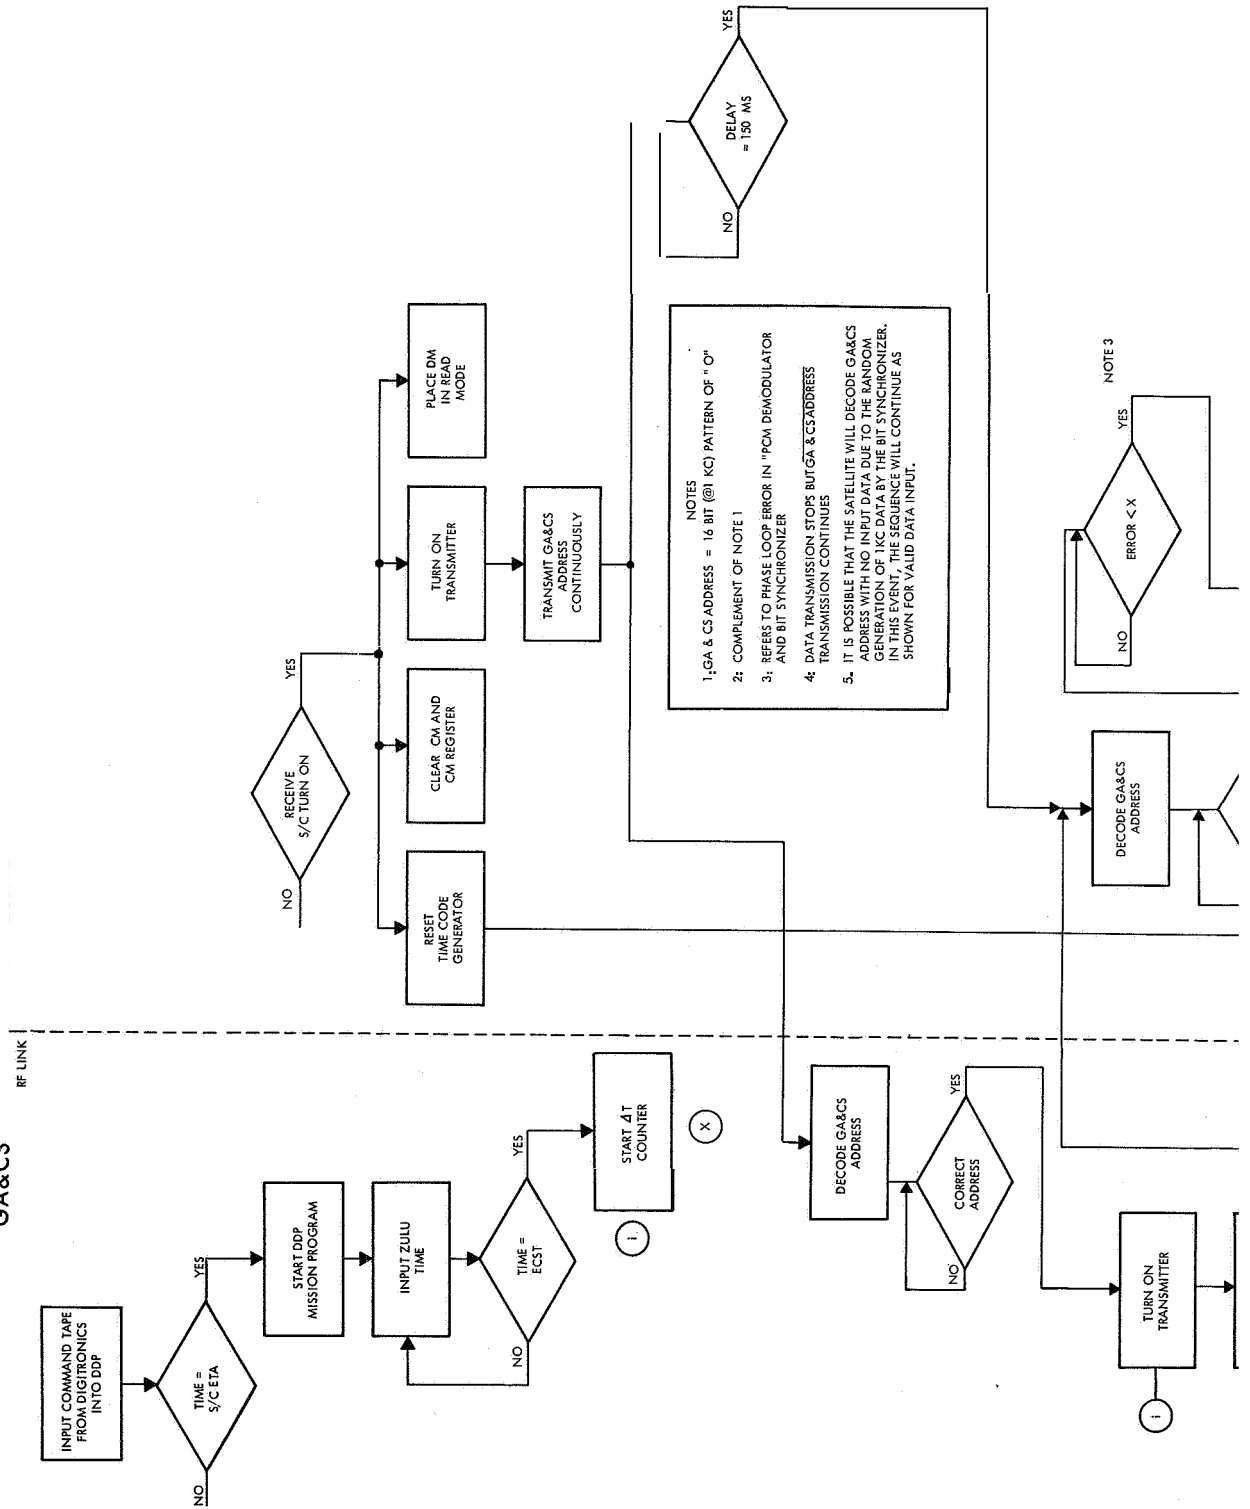 GA&CS
RF LINK
INPUT COMMAND TAPE
FROM DIGITRONICS
INTO DDP
TIME =
S/C ETA
NO
YES
START DDP
MISSION PROGRAM
INPUT ZULU
TIME
TIME =
ECST
NO
YES
START ΔT
COUNTER
i
X
DECODE GA&CS
ADDRESS
CORRECT
ADDRESS
NO
YES
TURN ON
TRANSMITTER
i
RECEIVE
S/C TURN ON
NO
YES
RESET
TIME CODE
GENERATOR
CLEAR CM AND
CM REGISTER
TURN ON
TRANSMITTER
PLACE DM
IN READ
MODE
TRANSMIT GA&CS
ADDRESS
CONTINUOUSLY
DELAY
= 150 MS
NO
YES
NOTES
1: GA & CS ADDRESS = 16 BIT (@1 KC) PATTERN OF "O"
2: COMPLEMENT OF NOTE 1
3: REFERS TO PHASE LOOP ERROR IN "PCM DEMODULATOR
AND BIT SYNCHRONIZER
4: DATA TRANSMISSION STOPS BUT GA & CS ADDRESS
TRANSMISSION CONTINUES
5. IT IS POSSIBLE THAT THE SATELLITE WILL DECODE GA&CS
ADDRESS WITH NO INPUT DATA DUE TO THE RANDOM
GENERATION OF 1KC DATA BY THE BIT SYNCHRONIZER.
IN THIS EVENT, THE SEQUENCE WILL CONTINUE AS
SHOWN FOR VALID DATA INPUT.
DECODE GA&CS
ADDRESS
ERROR < X
NO
YES
NOTE 3